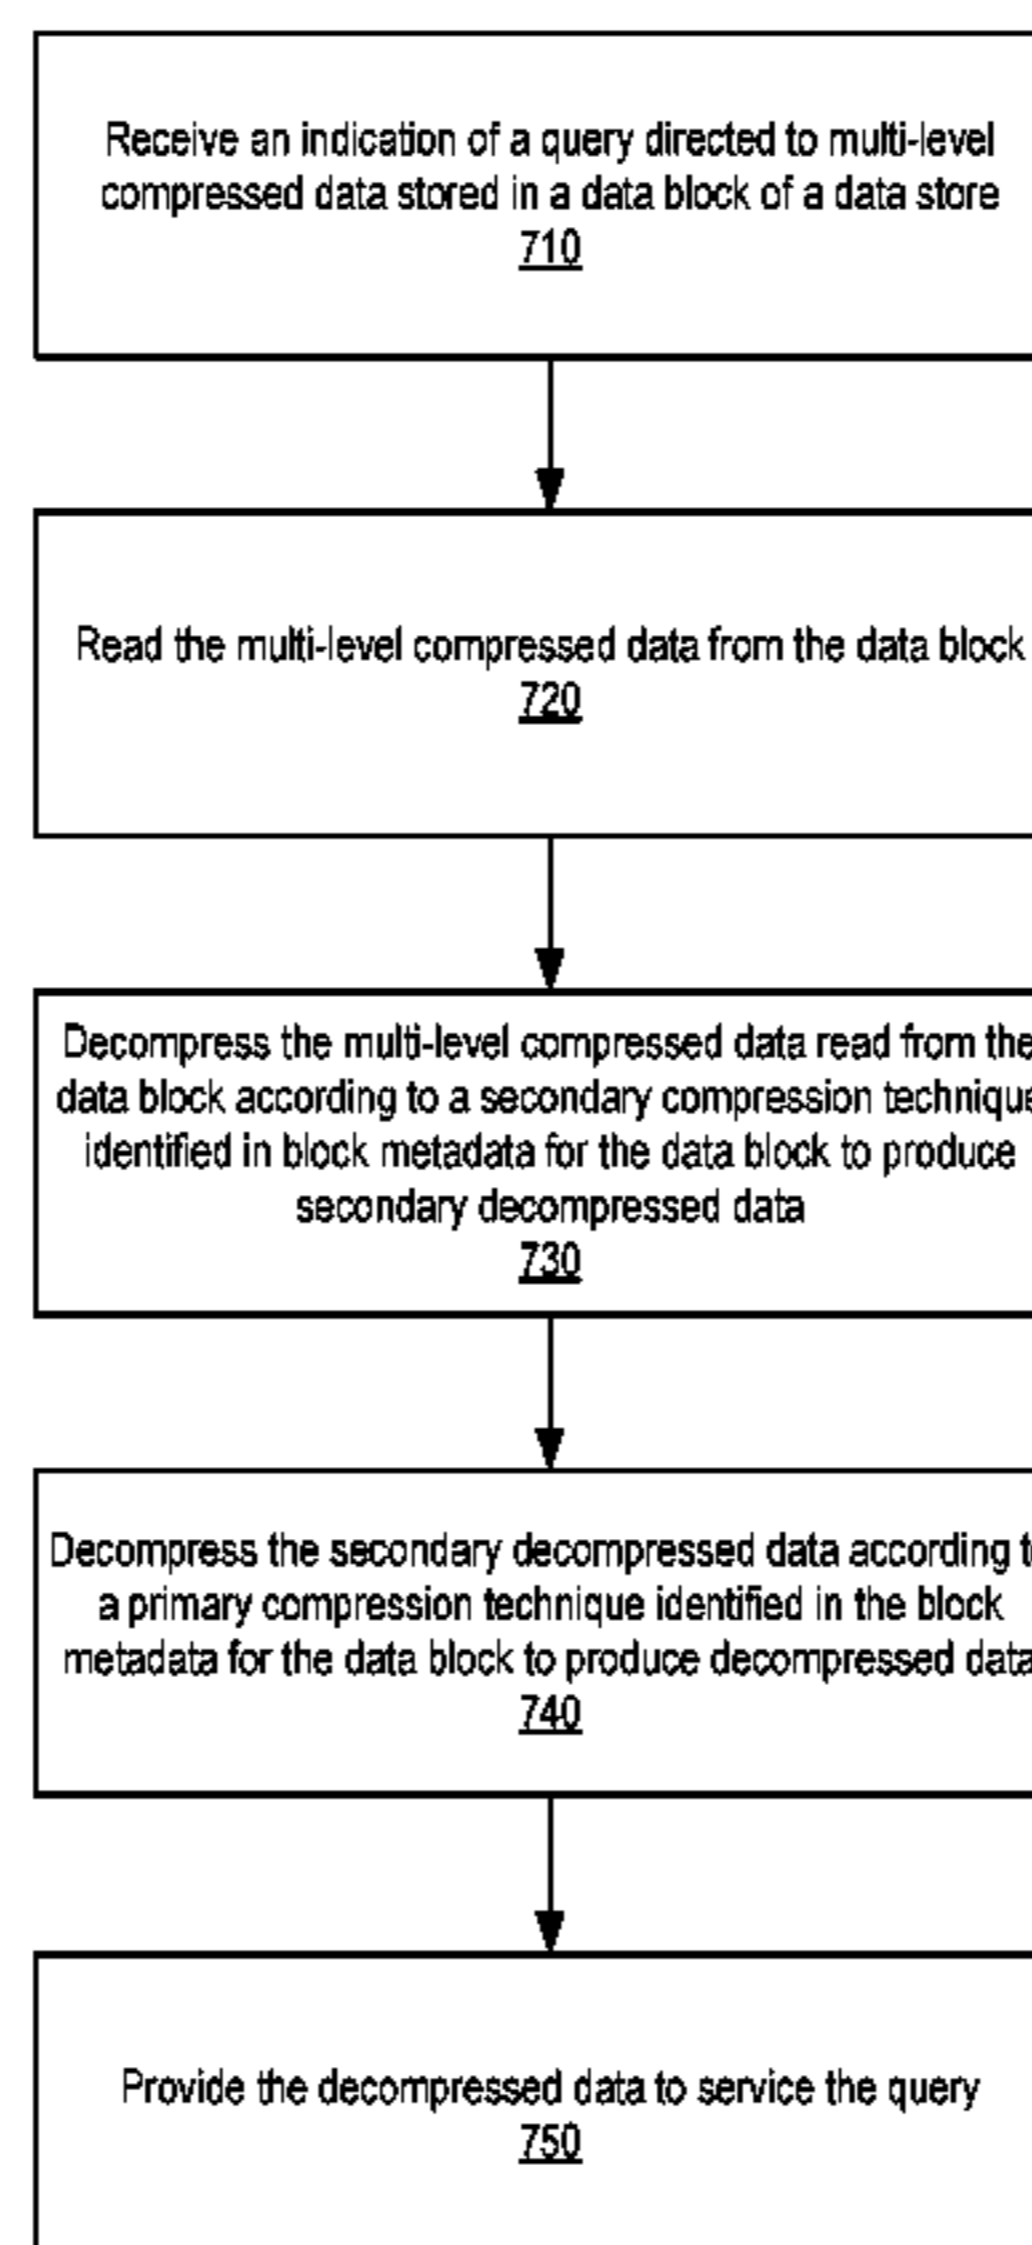 Receive an indication of a query directed to multi-level
compressed data stored in a data block of a data store
710
Read the multi-level compressed data from the data block
720
Decompress the multi-level compressed data read from the
data block according to a secondary compression technique
identified in block metadata for the data block to produce
secondary decompressed data
730
Decompress the secondary decompressed data according t
a primary compression technique identified in the block
metadata for the data block to produce decompressed data
740
Provide the decompressed data to service the query
750